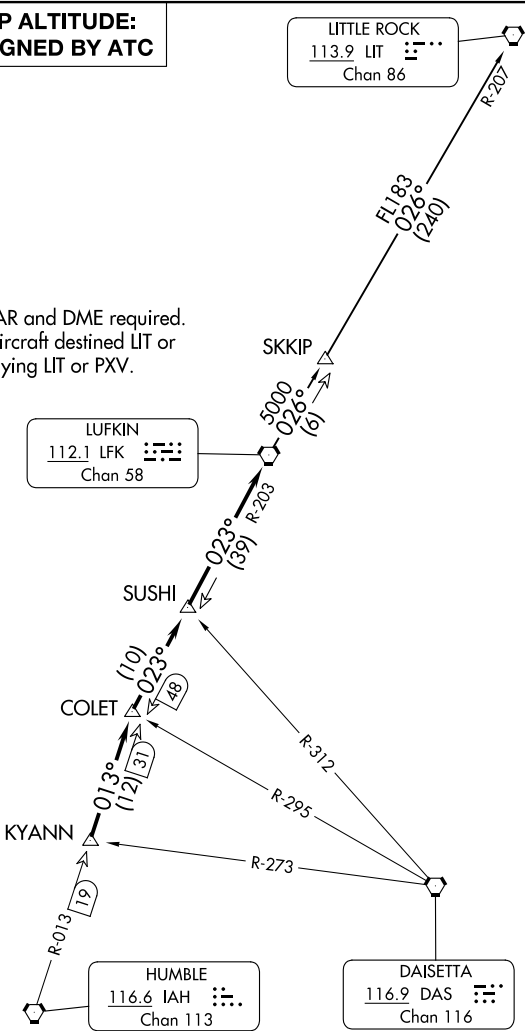 P ALTITUDE:
IGNED BY ATC
LITTLE ROCK
113.9 LIT
Chan 86
R-207
FL183
026°
(240)
AR and DME required.
ircraft destined LIT or
ying LIT or PXV.
SKKIP
5000
026°
(6)
LUFKIN
112.1 LFK
Chan 58
R-203
023°
(39)
SUSHI
(10)
023°
48
COLET
31
013°
(12)
R-312
R-295
KYANN
R-273
19
R-013
HUMBLE
116.6 IAH
Chan 113
DAISETTA
116.9 DAS
Chan 116